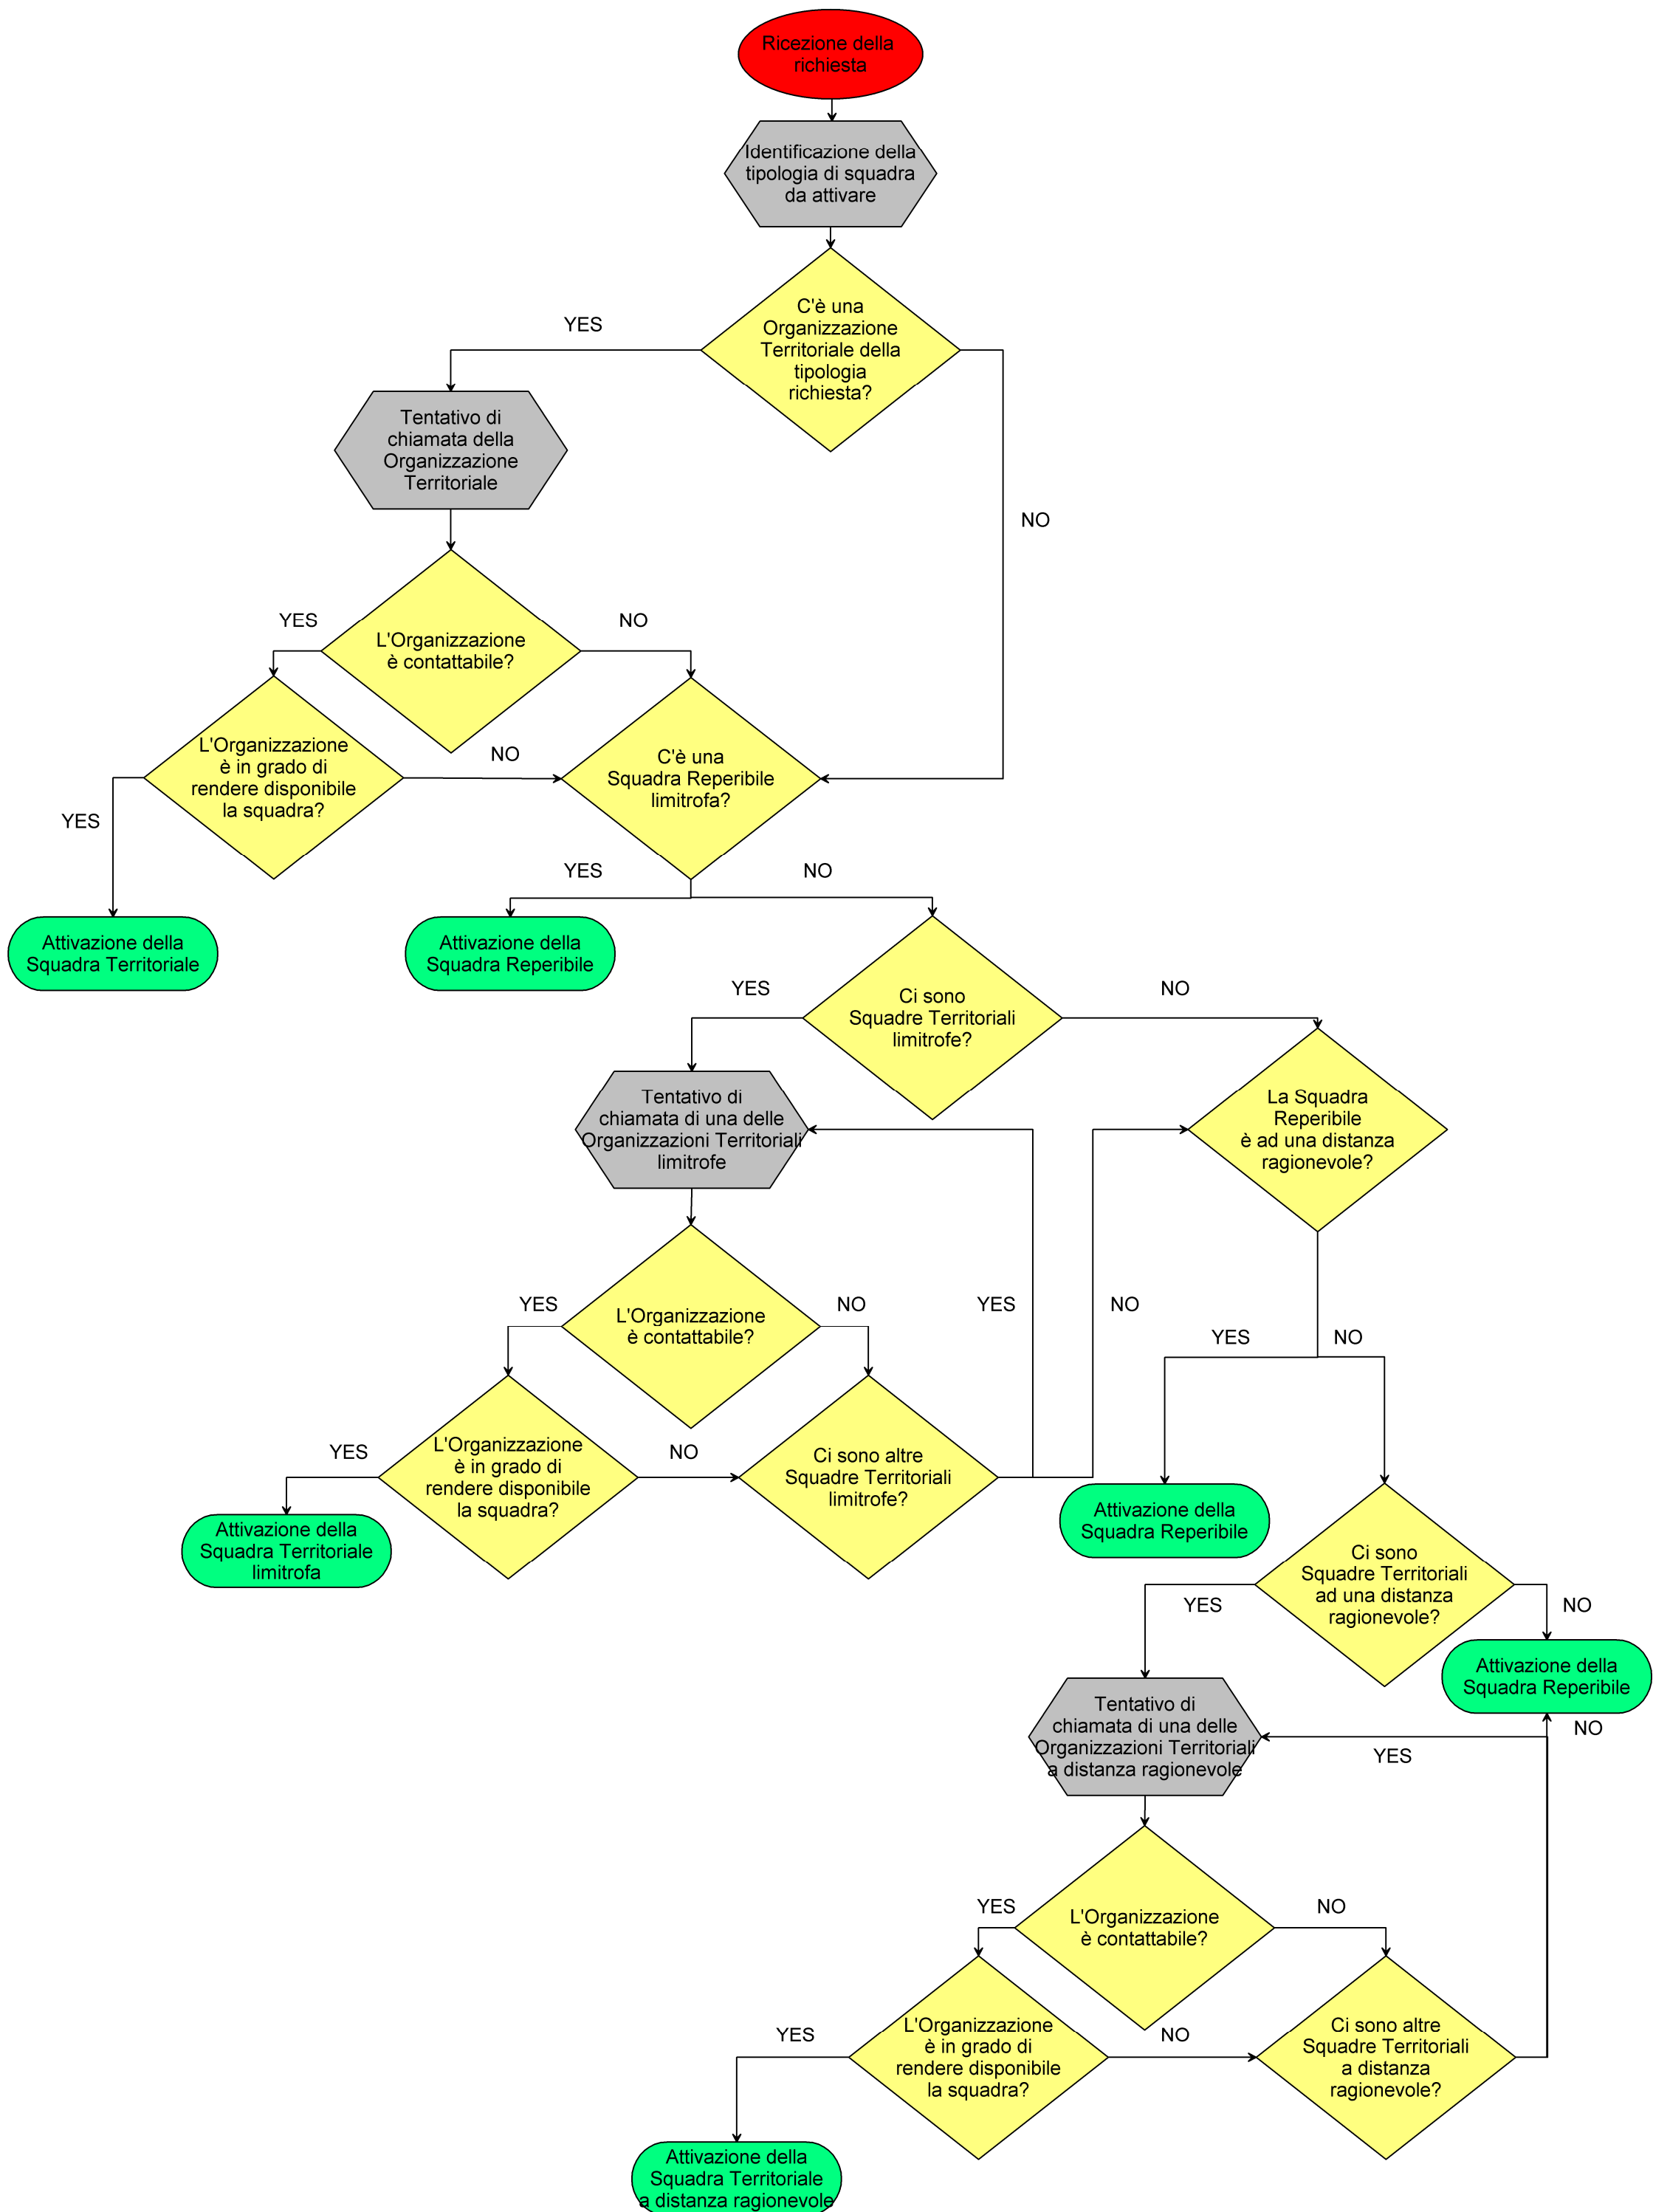 Ricezione della
richiesta
Identificazione della
tipologia di squadra
da attivare
C'è una
Organizzazione
Territoriale della
tipologia
richiesta?
YES
NO
Tentativo di
chiamata della
Organizzazione
Territoriale
L'Organizzazione
è contattabile?
YES
NO
L'Organizzazione
è in grado di
rendere disponibile
la squadra?
NO
YES
C'è una
Squadra Reperibile
limitrofa?
YES
NO
Attivazione della
Squadra Territoriale
Attivazione della
Squadra Reperibile
Ci sono
Squadre Territoriali
limitrofe?
YES
NO
Tentativo di
chiamata di una delle
Organizzazioni Territoriali
limitrofe
La Squadra
Reperibile
è ad una distanza
ragionevole?
L'Organizzazione
è contattabile?
YES
NO
YES
NO
YES
NO
L'Organizzazione
è in grado di
rendere disponibile
la squadra?
YES
NO
Ci sono altre
Squadre Territoriali
limitrofe?
Attivazione della
Squadra Territoriale
limitrofa
Attivazione della
Squadra Reperibile
Ci sono
Squadre Territoriali
ad una distanza
ragionevole?
YES
NO
Attivazione della
Squadra Reperibile
Tentativo di
chiamata di una delle
Organizzazioni Territoriali
a distanza ragionevole
NO
YES
L'Organizzazione
è contattabile?
YES
NO
L'Organizzazione
è in grado di
rendere disponibile
la squadra?
YES
NO
Ci sono altre
Squadre Territoriali
a distanza
ragionevole?
Attivazione della
Squadra Territoriale
a distanza ragionevole